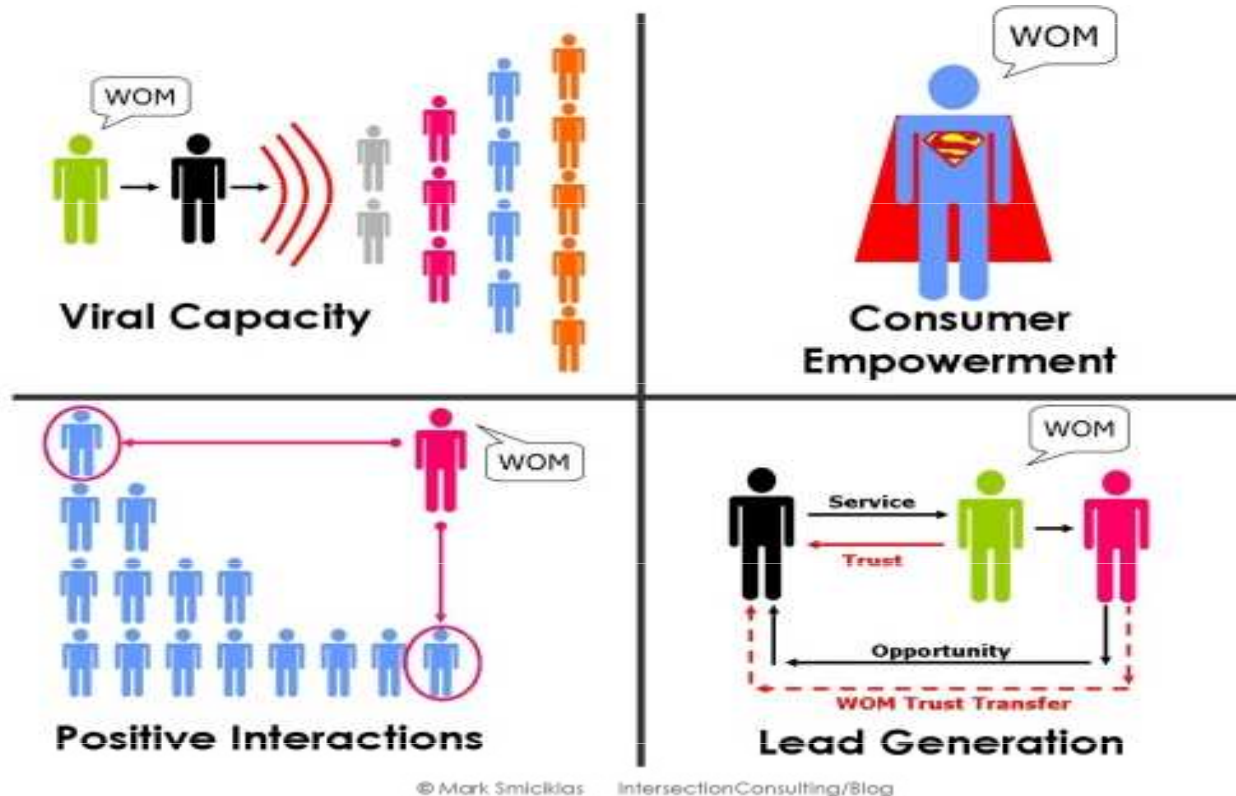 WOM
Viral Capacity
WOM
Consumer
Empowerment
WOM
Positive Interactions
WOM
Service
Trust
Opportunity
WOM Trust Transfer
Lead Generation
© Mark Smiciklas IntersectionConsulting/Blog